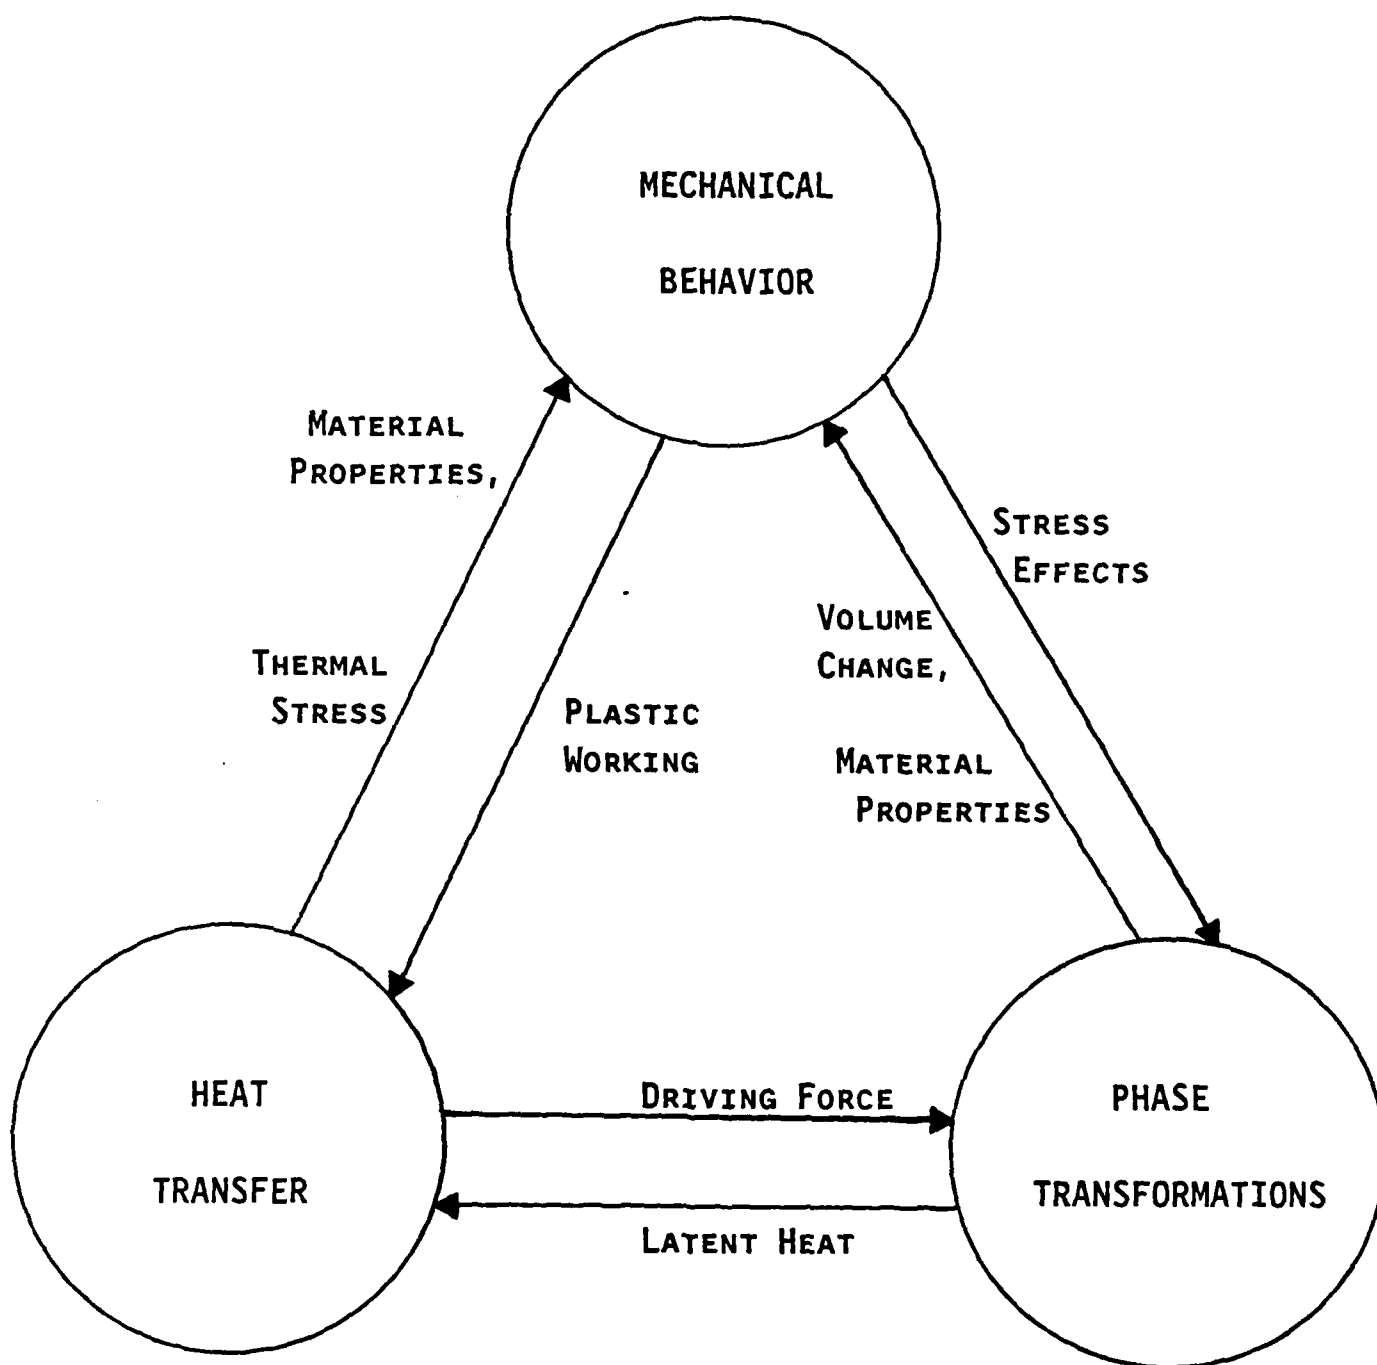 MECHANICAL
BEHAVIOR
MATERIAL
PROPERTIES,
THERMAL
STRESS
PLASTIC
WORKING
STRESS
EFFECTS
VOLUME
CHANGE,
MATERIAL
PROPERTIES
HEAT
TRANSFER
DRIVING FORCE
LATENT HEAT
PHASE
TRANSFORMATIONS